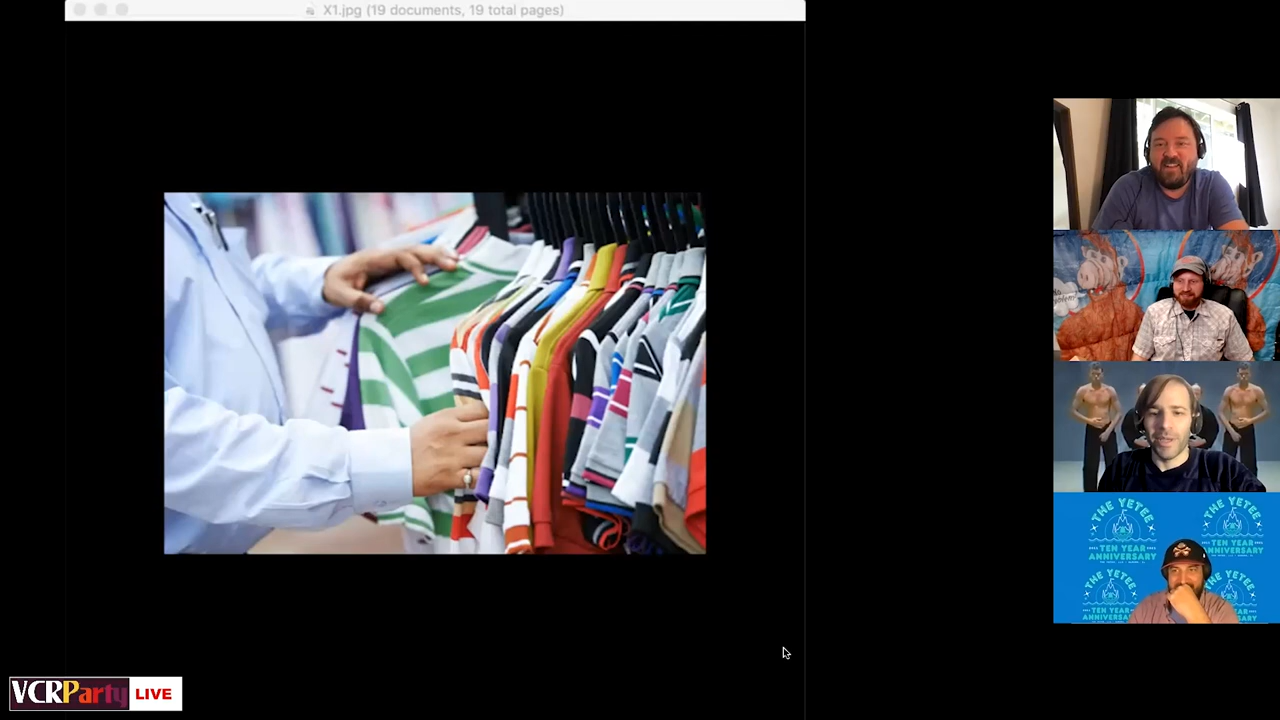 X1.jpg (19 documents, 19 total pages)
THE YETEE
TEN YEAR
ANNIVERSARY
THE YETEE
TEN YEAR
ANNIVERSARY
THE YETEE
TEN YEAR
THE YETEE
VCRParty LIVE